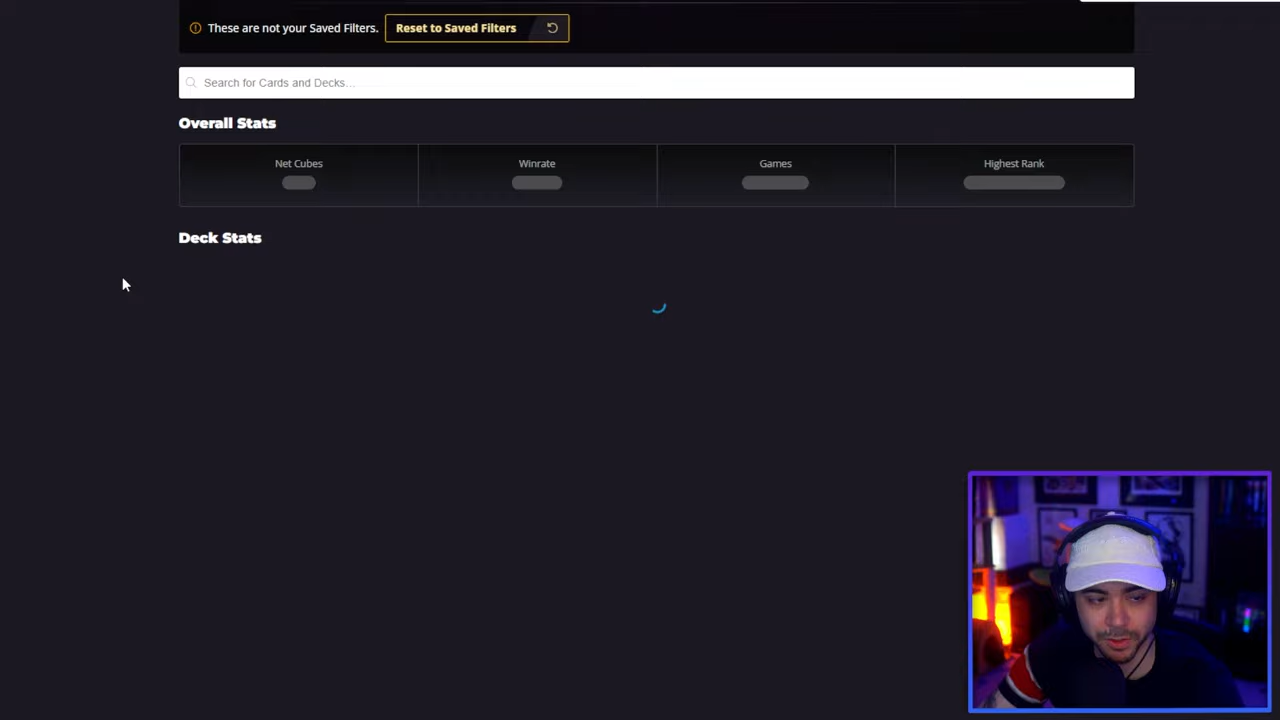 These are not your Saved Filters. Reset to Saved Filters
Search for Cards and Decks...
Overall Stats
Net Cubes Winrate Games Highest Rank
Deck Stats